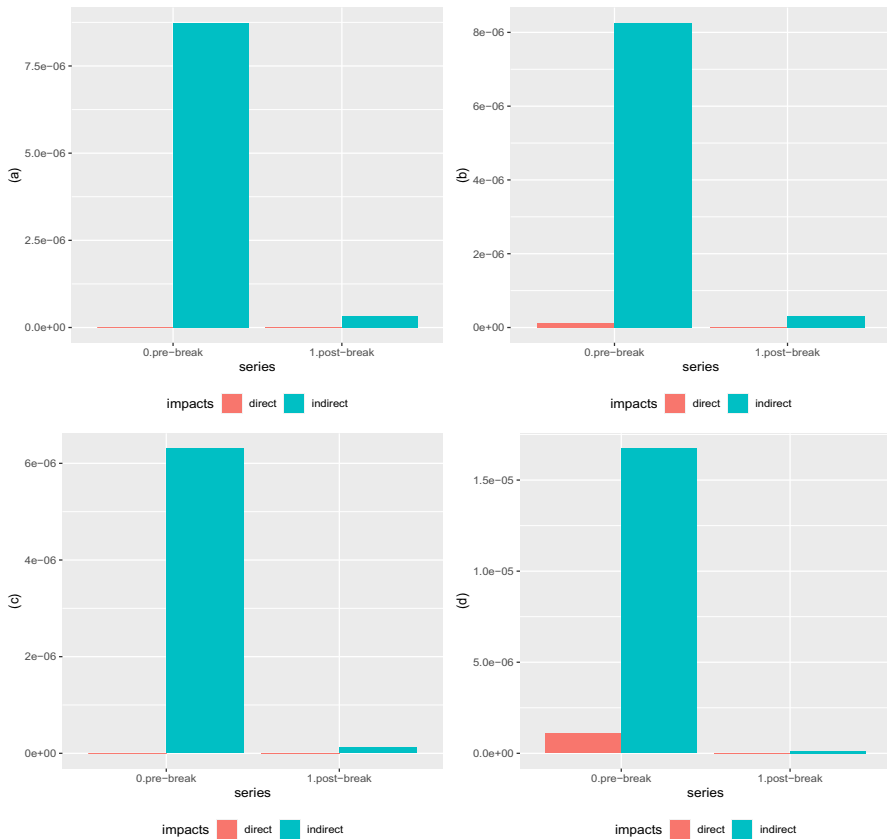 (a)
7.5e−06
5.0e−06
2.5e−06
0.0e+00
0.pre−break 1.post−break
series
impacts direct indirect
(b)
8e−06
6e−06
4e−06
2e−06
0e+00
0.pre−break 1.post−break
series
impacts direct indirect
(c)
6e−06
4e−06
2e−06
0e+00
0.pre−break 1.post−break
series
impacts direct indirect
(d)
1.5e−05
1.0e−05
5.0e−06
0.0e+00
0.pre−break 1.post−break
series
impacts direct indirect